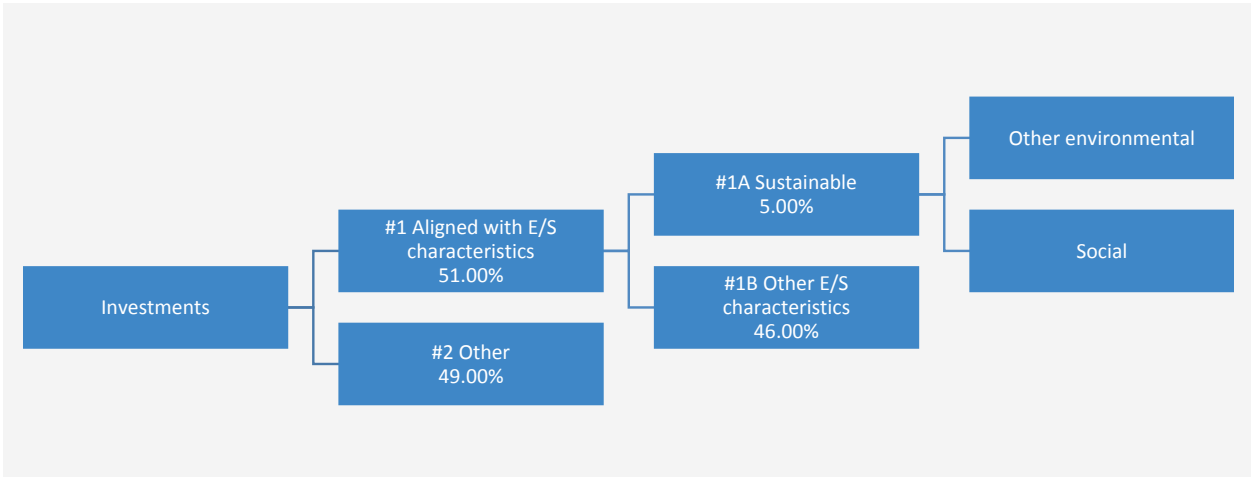 Investments
#1 Aligned with E/S
characteristics
51.00%
#2 Other
49.00%
#1A Sustainable
5.00%
#1B Other E/S
characteristics
46.00%
Other environmental
Social